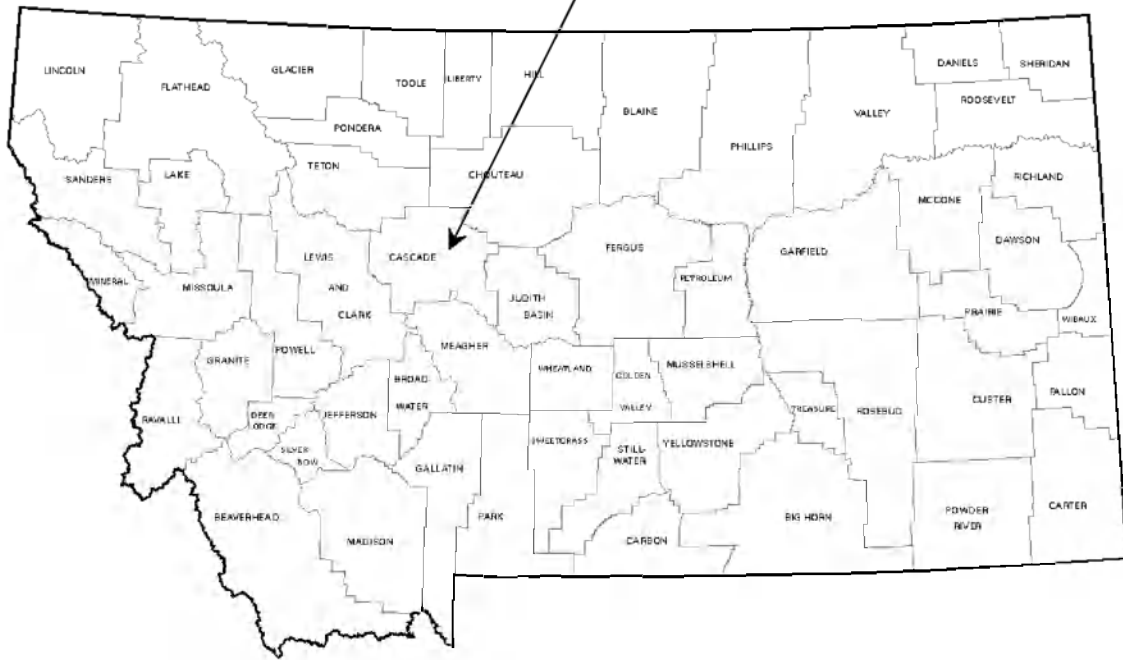 LINCOLN
FLATHEAD
GLACIER
TOOLE
LIBERTY
HILL
BLAINE
PHILLIPS
VALLEY
DANIELS
SHERIDAN
ROOSEVELT
PONDERA
TETON
CHOUTEAU
SANDERS
LAKE
RICHLAND
MCCONE
DAWSON
LEWIS
AND
CLARK
CASCADE
FERGUS
GARFIELD
MINERAL
MISSOULA
JUDITH
BASIN
PETROLEUM
PRAIRIE
WIBAUX
GRANITE
POWELL
MEAGHER
WHEATLAND
GOLDEN
VALLEY
MUSSELSHELL
BROAD
WATER
RAVALLI
DEER
LODGE
JEFFERSON
TREASURE
ROSEBUD
CUSTER
FALLON
SILVER
BOW
GALLATIN
SWEETGRASS
STILL-
WATER
YELLOWSTONE
BEAVERHEAD
MADISON
PARK
CARBON
BIG HORN
POWDER
RIVER
CARTER